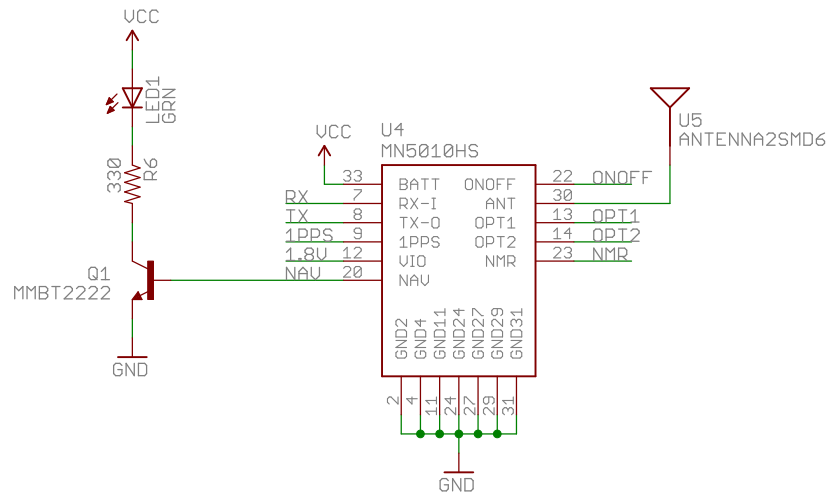 VCC
LED1
GRN
330
R6
Q1
MMBT2222
GND
VCC
U4
MN5010HS
33
BATT
RX
7
RX-I
TX
8
TX-O
1PPS
9
1PPS
1.8V
12
VIO
NAV
20
NAV
ONOFF
22
ONOFF
ANT
30
OPT1
13
OPT1
OPT2
14
OPT2
NMR
23
NMR
U5
ANTENNA2SMD6
GND2
GND4
GND11
GND24
GND27
GND29
GND31
2
4
11
24
27
29
31
GND